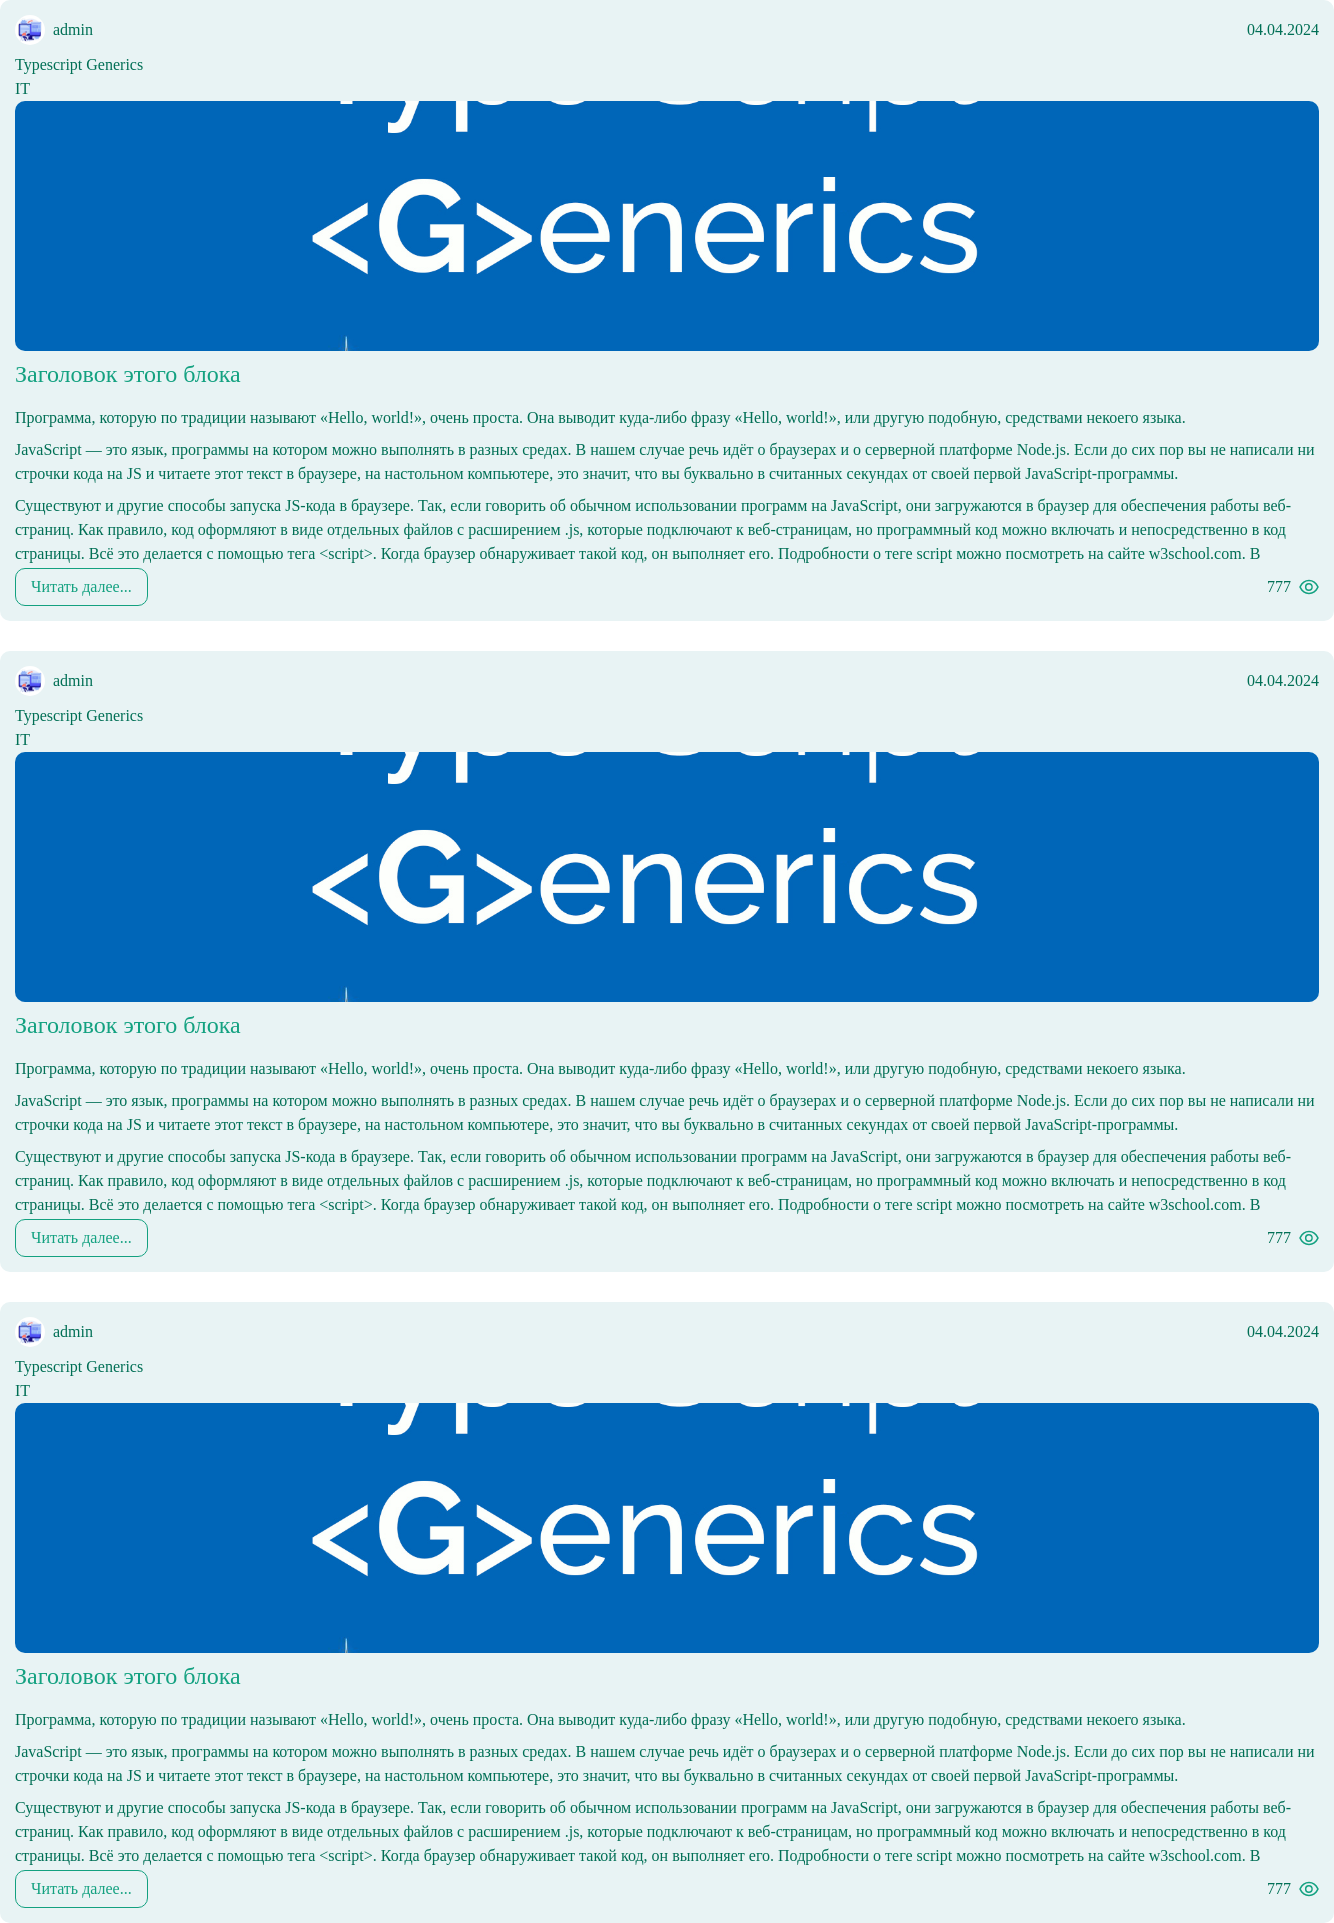 admin 04.04.2024
Typescript Generics
IT
Type Script
<G>enerics
Заголовок этого блока
Программа, которую по традиции называют «Hello, world!», очень проста. Она выводит куда-либо фразу «Hello, world!», или другую подобную, средствами некоего языка.
JavaScript — это язык, программы на котором можно выполнять в разных средах. В нашем случае речь идёт о браузерах и о серверной платформе Node.js. Если до сих пор вы не написали ни
строчки кода на JS и читаете этот текст в браузере, на настольном компьютере, это значит, что вы буквально в считанных секундах от своей первой JavaScript-программы.
Существуют и другие способы запуска JS-кода в браузере. Так, если говорить об обычном использовании программ на JavaScript, они загружаются в браузер для обеспечения работы веб-
страниц. Как правило, код оформляют в виде отдельных файлов с расширением .js, которые подключают к веб-страницам, но программный код можно включать и непосредственно в код
страницы. Всё это делается с помощью тега <script>. Когда браузер обнаруживает такой код, он выполняет его. Подробности о теге script можно посмотреть на сайте w3school.com. В
Читать далее... 777
admin 04.04.2024
Typescript Generics
IT
Type Script
<G>enerics
Заголовок этого блока
Программа, которую по традиции называют «Hello, world!», очень проста. Она выводит куда-либо фразу «Hello, world!», или другую подобную, средствами некоего языка.
JavaScript — это язык, программы на котором можно выполнять в разных средах. В нашем случае речь идёт о браузерах и о серверной платформе Node.js. Если до сих пор вы не написали ни
строчки кода на JS и читаете этот текст в браузере, на настольном компьютере, это значит, что вы буквально в считанных секундах от своей первой JavaScript-программы.
Существуют и другие способы запуска JS-кода в браузере. Так, если говорить об обычном использовании программ на JavaScript, они загружаются в браузер для обеспечения работы веб-
страниц. Как правило, код оформляют в виде отдельных файлов с расширением .js, которые подключают к веб-страницам, но программный код можно включать и непосредственно в код
страницы. Всё это делается с помощью тега <script>. Когда браузер обнаруживает такой код, он выполняет его. Подробности о теге script можно посмотреть на сайте w3school.com. В
Читать далее... 777
admin 04.04.2024
Typescript Generics
IT
Type Script
<G>enerics
Заголовок этого блока
Программа, которую по традиции называют «Hello, world!», очень проста. Она выводит куда-либо фразу «Hello, world!», или другую подобную, средствами некоего языка.
JavaScript — это язык, программы на котором можно выполнять в разных средах. В нашем случае речь идёт о браузерах и о серверной платформе Node.js. Если до сих пор вы не написали ни
строчки кода на JS и читаете этот текст в браузере, на настольном компьютере, это значит, что вы буквально в считанных секундах от своей первой JavaScript-программы.
Существуют и другие способы запуска JS-кода в браузере. Так, если говорить об обычном использовании программ на JavaScript, они загружаются в браузер для обеспечения работы веб-
страниц. Как правило, код оформляют в виде отдельных файлов с расширением .js, которые подключают к веб-страницам, но программный код можно включать и непосредственно в код
страницы. Всё это делается с помощью тега <script>. Когда браузер обнаруживает такой код, он выполняет его. Подробности о теге script можно посмотреть на сайте w3school.com. В
Читать далее... 777